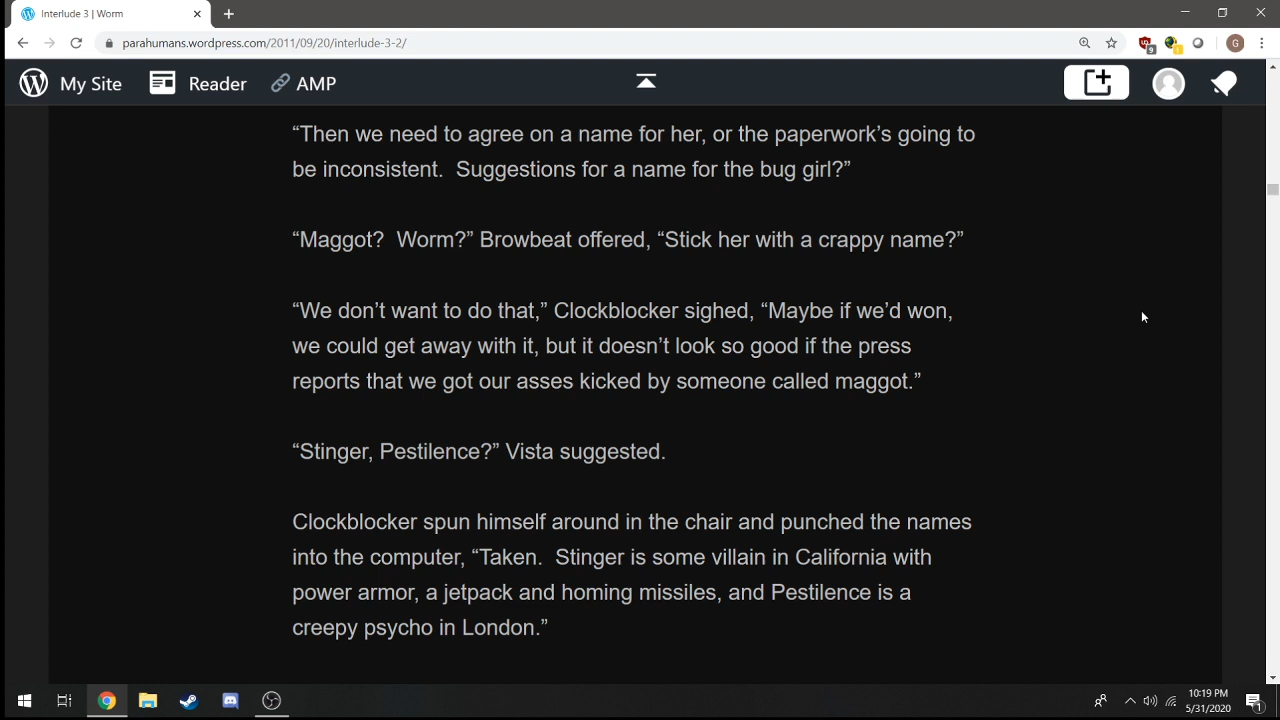 Interlude 3 | Worm
parahumans.wordpress.com/2011/09/20/interlude-3-2/
9
1
G
My Site
Reader
AMP
“Then we need to agree on a name for her, or the paperwork’s going to
be inconsistent.  Suggestions for a name for the bug girl?”
“Maggot?  Worm?” Browbeat offered, “Stick her with a crappy name?”
“We don’t want to do that,” Clockblocker sighed, “Maybe if we’d won,
we could get away with it, but it doesn’t look so good if the press
reports that we got our asses kicked by someone called maggot.”
“Stinger, Pestilence?” Vista suggested.
Clockblocker spun himself around in the chair and punched the names
into the computer, “Taken.  Stinger is some villain in California with
power armor, a jetpack and homing missiles, and Pestilence is a
creepy psycho in London.”
10:19 PM
5/31/2020
1